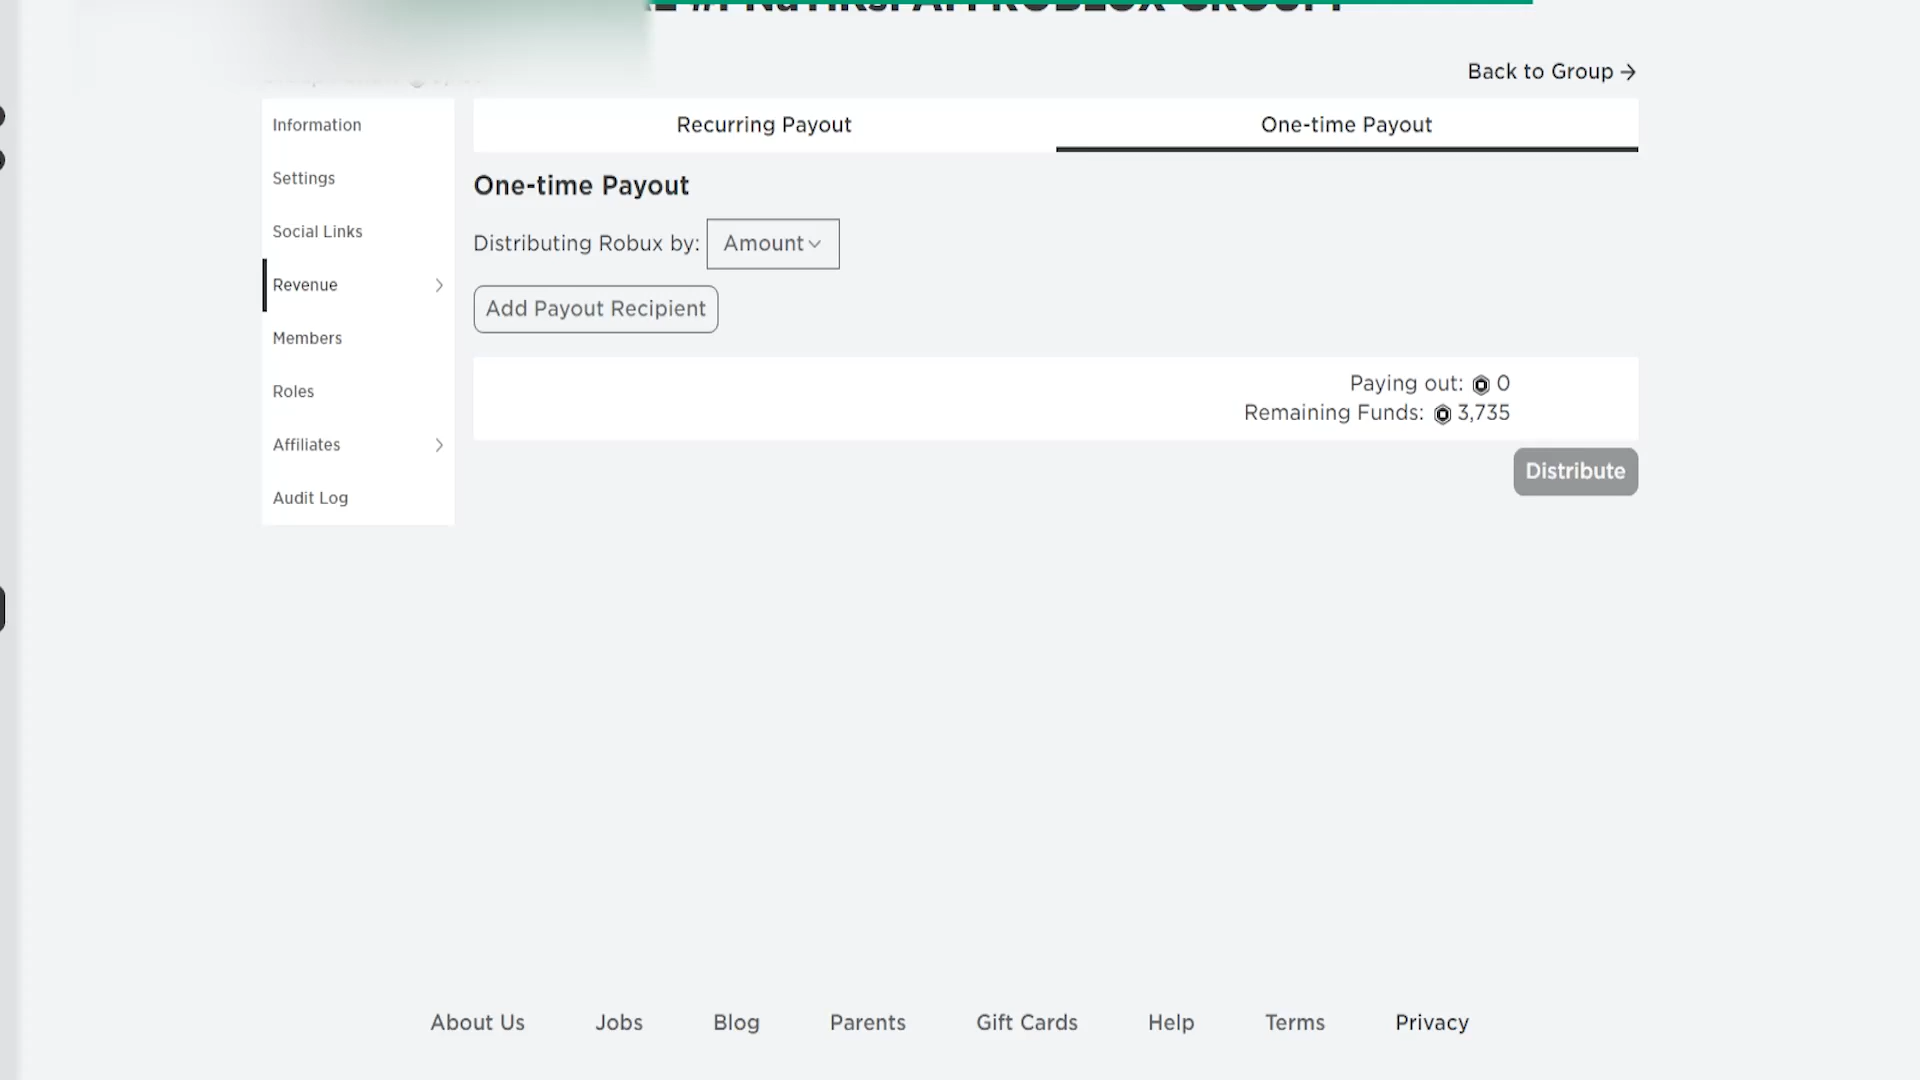 Back to Group
Information
Settings
Social Links
Revenue
Members
Roles
Affiliates
Audit Log
Recurring Payout
One-time Payout
One-time Payout
Distributing Robux by: Amount
Add Payout Recipient
Paying out: 0
Remaining Funds: 3,735
Distribute
About Us Jobs Blog Parents Gift Cards Help Terms Privacy